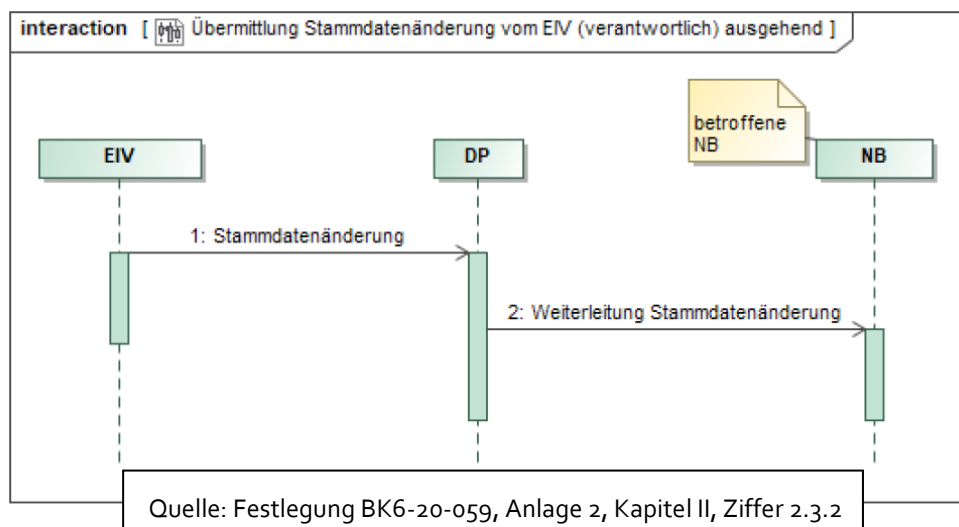 interaction [ Übermittlung Stammdatenänderung vom EIV (verantwortlich) ausgehend ]
betroffene
NB
EIV
DP
NB
1: Stammdatenänderung
2: Weiterleitung Stammdatenänderung
Quelle: Festlegung BK6-20-059, Anlage 2, Kapitel II, Ziffer 2.3.2